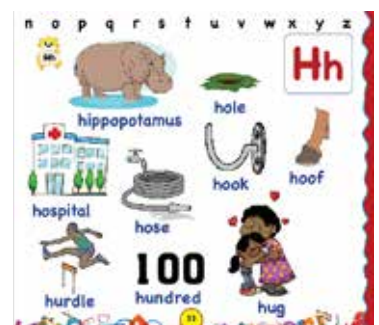 n o p q r s t u v w x y z
Hh
hippopotamus
hole
hospital
hose
hook
hoof
hurdle
100
hundred
hug